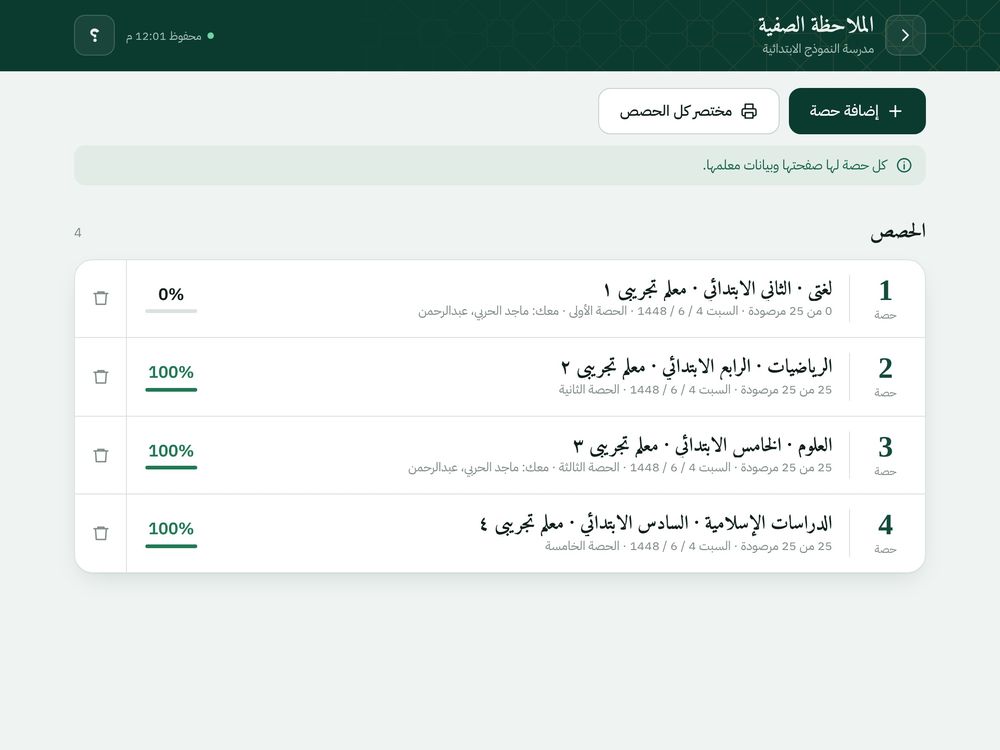 الملاحظة الصفية
مدرسة النموذج الابتدائية
محفوظ 12:01 م
؟
إضافة حصة
مختصر كل الحصص
كل حصة لها صفحتها وبيانات معلمها.
الحصص
4
1
حصة
لغتي · الثاني الابتدائي · معلم تجريبي ١
0 من 25 مرصودة · السبت 4 / 6 / 1448 · الحصة الأولى · معك: ماجد الحربي، عبدالرحمن
0%
2
حصة
الرياضيات · الرابع الابتدائي · معلم تجريبي ٢
25 من 25 مرصودة · السبت 4 / 6 / 1448 · الحصة الثانية
100%
3
حصة
العلوم · الخامس الابتدائي · معلم تجريبي ٣
25 من 25 مرصودة · السبت 4 / 6 / 1448 · الحصة الثالثة · معك: ماجد الحربي، عبدالرحمن
100%
4
حصة
الدراسات الإسلامية · السادس الابتدائي · معلم تجريبي ٤
25 من 25 مرصودة · السبت 4 / 6 / 1448 · الحصة الخامسة
100%